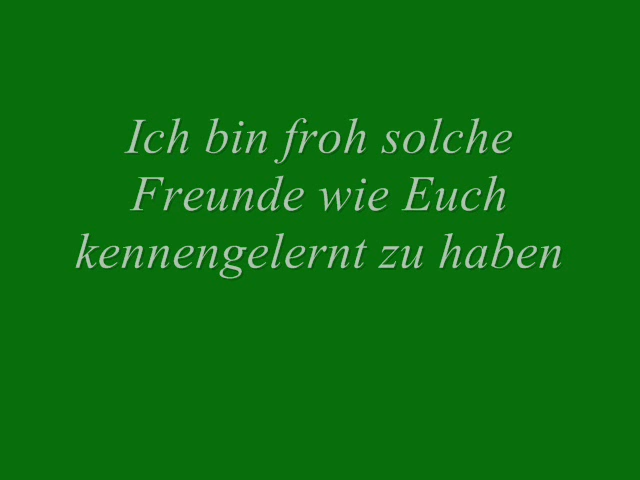 Ich bin froh solche
Freunde wie Euch
kennengelernt zu haben